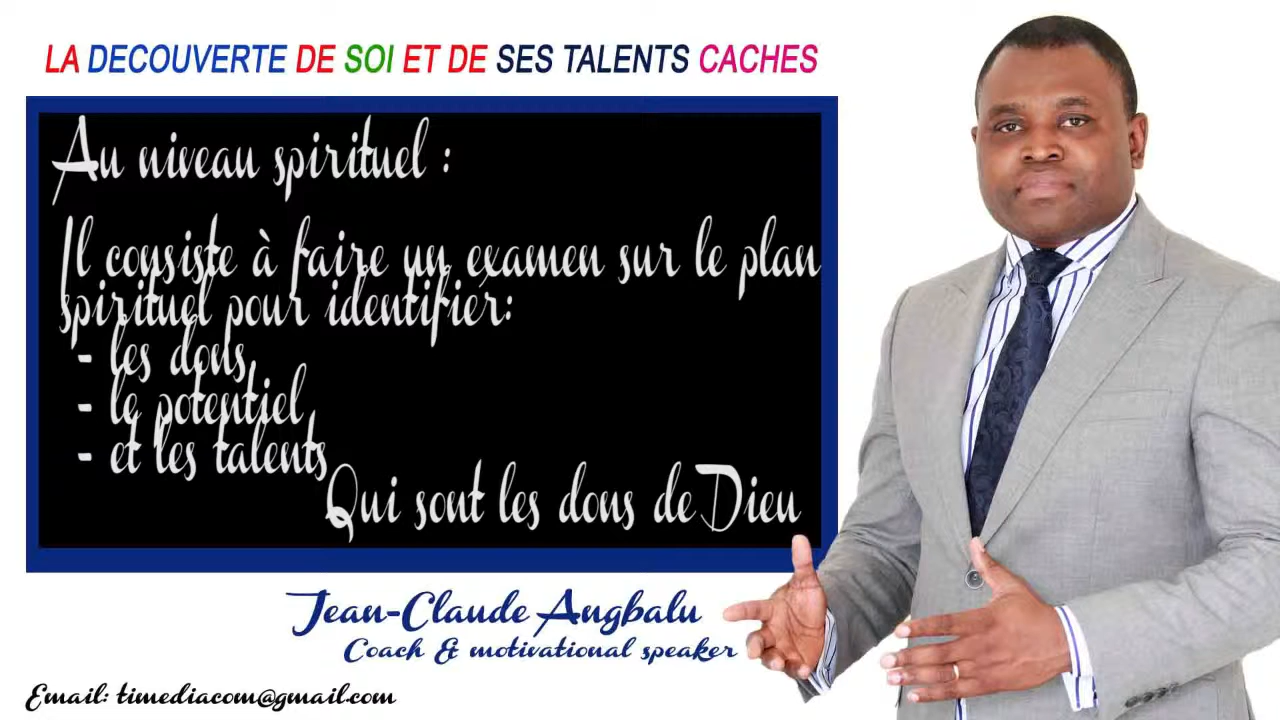 LA DECOUVERTE DE SOI ET DE SES TALENTS CACHES
Au niveau spirituel :
Il consiste à faire un examen sur le plan
spirituel pour identifier:
- les dons,
- le potentiel,
- et les talents
Qui sont les dons de Dieu
Jean-Claude Angbalu
Coach & motivational speaker
Email: timediacom@gmail.com